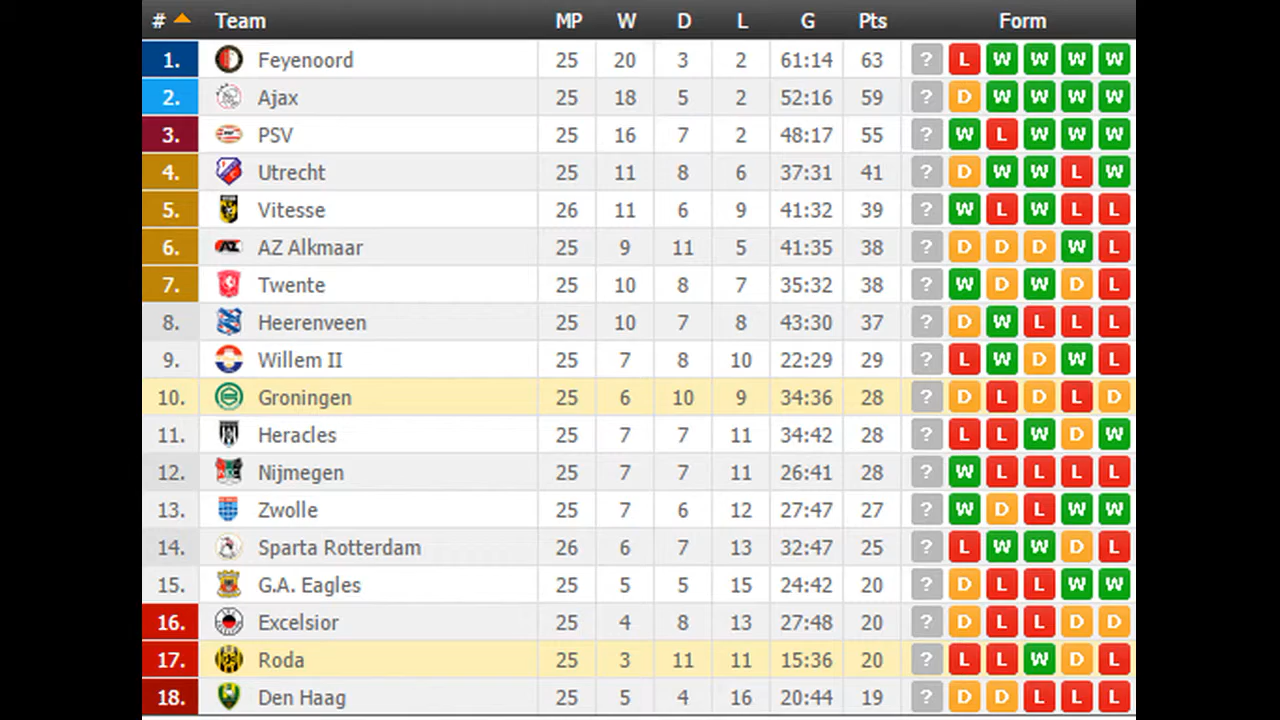 # Team MP W D L G Pts Form
1. Feyenoord 25 20 3 2 61:14 63 ? L W W W W
2. Ajax 25 18 5 2 52:16 59 ? D W W W W
3. PSV 25 16 7 2 48:17 55 ? W L W W W
4. Utrecht 25 11 8 6 37:31 41 ? D W W L W
5. Vitesse 26 11 6 9 41:32 39 ? W L W L L
6. AZ Alkmaar 25 9 11 5 41:35 38 ? D D D W L
7. Twente 25 10 8 7 35:32 38 ? W D W D L
8. Heerenveen 25 10 7 8 43:30 37 ? D W L L L
9. Willem II 25 7 8 10 22:29 29 ? L W D W L
10. Groningen 25 6 10 9 34:36 28 ? D L D L D
11. Heracles 25 7 7 11 34:42 28 ? L L W D W
12. Nijmegen 25 7 7 11 26:41 28 ? W L L L L
13. Zwolle 25 7 6 12 27:47 27 ? W D L W W
14. Sparta Rotterdam 26 6 7 13 32:47 25 ? L W W D L
15. G.A. Eagles 25 5 5 15 24:42 20 ? D L L W W
16. Excelsior 25 4 8 13 27:48 20 ? D L L D D
17. Roda 25 3 11 11 15:36 20 ? L L W D L
18. Den Haag 25 5 4 16 20:44 19 ? D D L L L